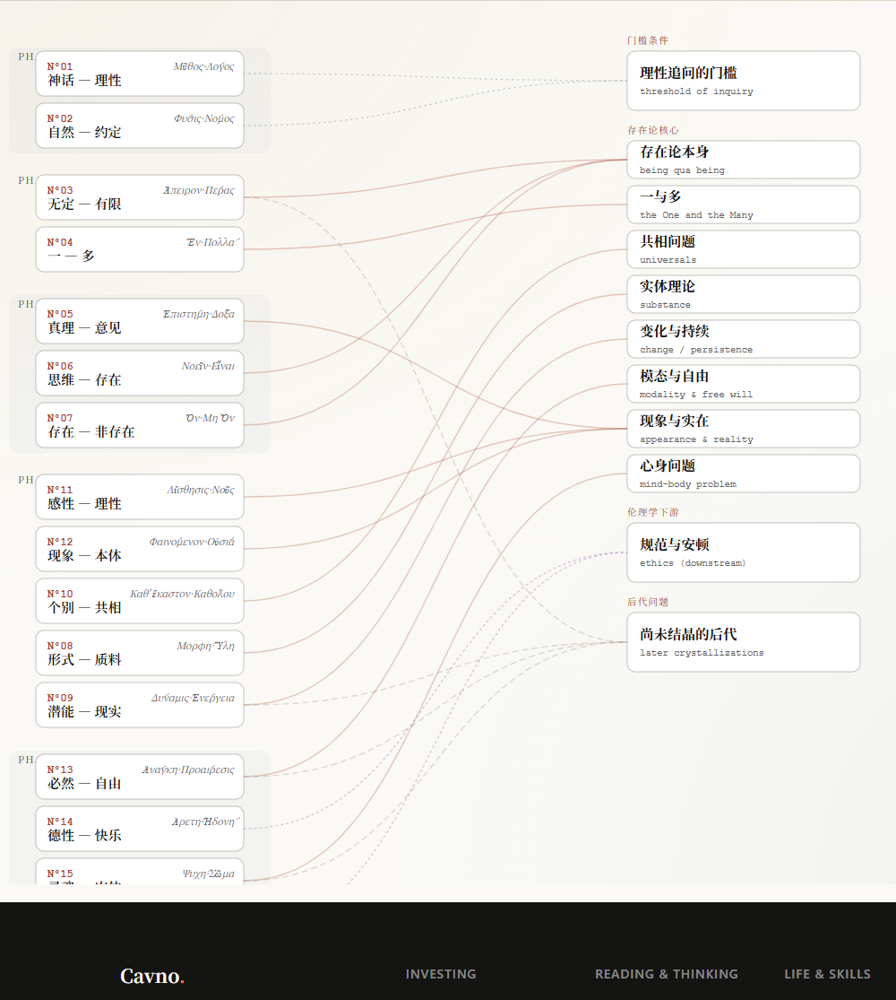 PH
N°01
Μῦθος·Λόγος
神话 — 理性
N°02
Φύσις·Νόμος
自然 — 约定
PH
N°03
Ἄπειρον·Πέρας
无定 — 有限
N°04
Ἕν·Πολλά
一 — 多
PH
N°05
Ἐπιστήμη·Δόξα
真理 — 意见
N°06
Νοεῖν·Εἶναι
思维 — 存在
N°07
Ὄν·Μὴ Ὄν
存在 — 非存在
PH
N°11
Αἴσθησις·Νοῦς
感性 — 理性
N°12
Φαινόμενον·Οὐσιά
现象 — 本体
N°10
Καθ’ἕκαστον·Καθόλου
个别 — 共相
N°08
Μορφή·Ὕλη
形式 — 质料
N°09
Δύναμις·Ἐνέργεια
潜能 — 现实
PH
N°13
Ἀνάγκη·Προαίρεσις
必然 — 自由
N°14
Ἀρετή·Ἡδονή
德性 — 快乐
N°15
Ψυχή·Σῶμα
门槛条件
理性追问的门槛
threshold of inquiry
存在论核心
存在论本身
being qua being
一与多
the One and the Many
共相问题
universals
实体理论
substance
变化与持续
change / persistence
模态与自由
modality & free will
现象与实在
appearance & reality
心身问题
mind–body problem
伦理学下游
规范与安顿
ethics (downstream)
后代问题
尚未结晶的后代
later crystallizations
Cavno.
INVESTING
READING & THINKING
LIFE & SKILLS